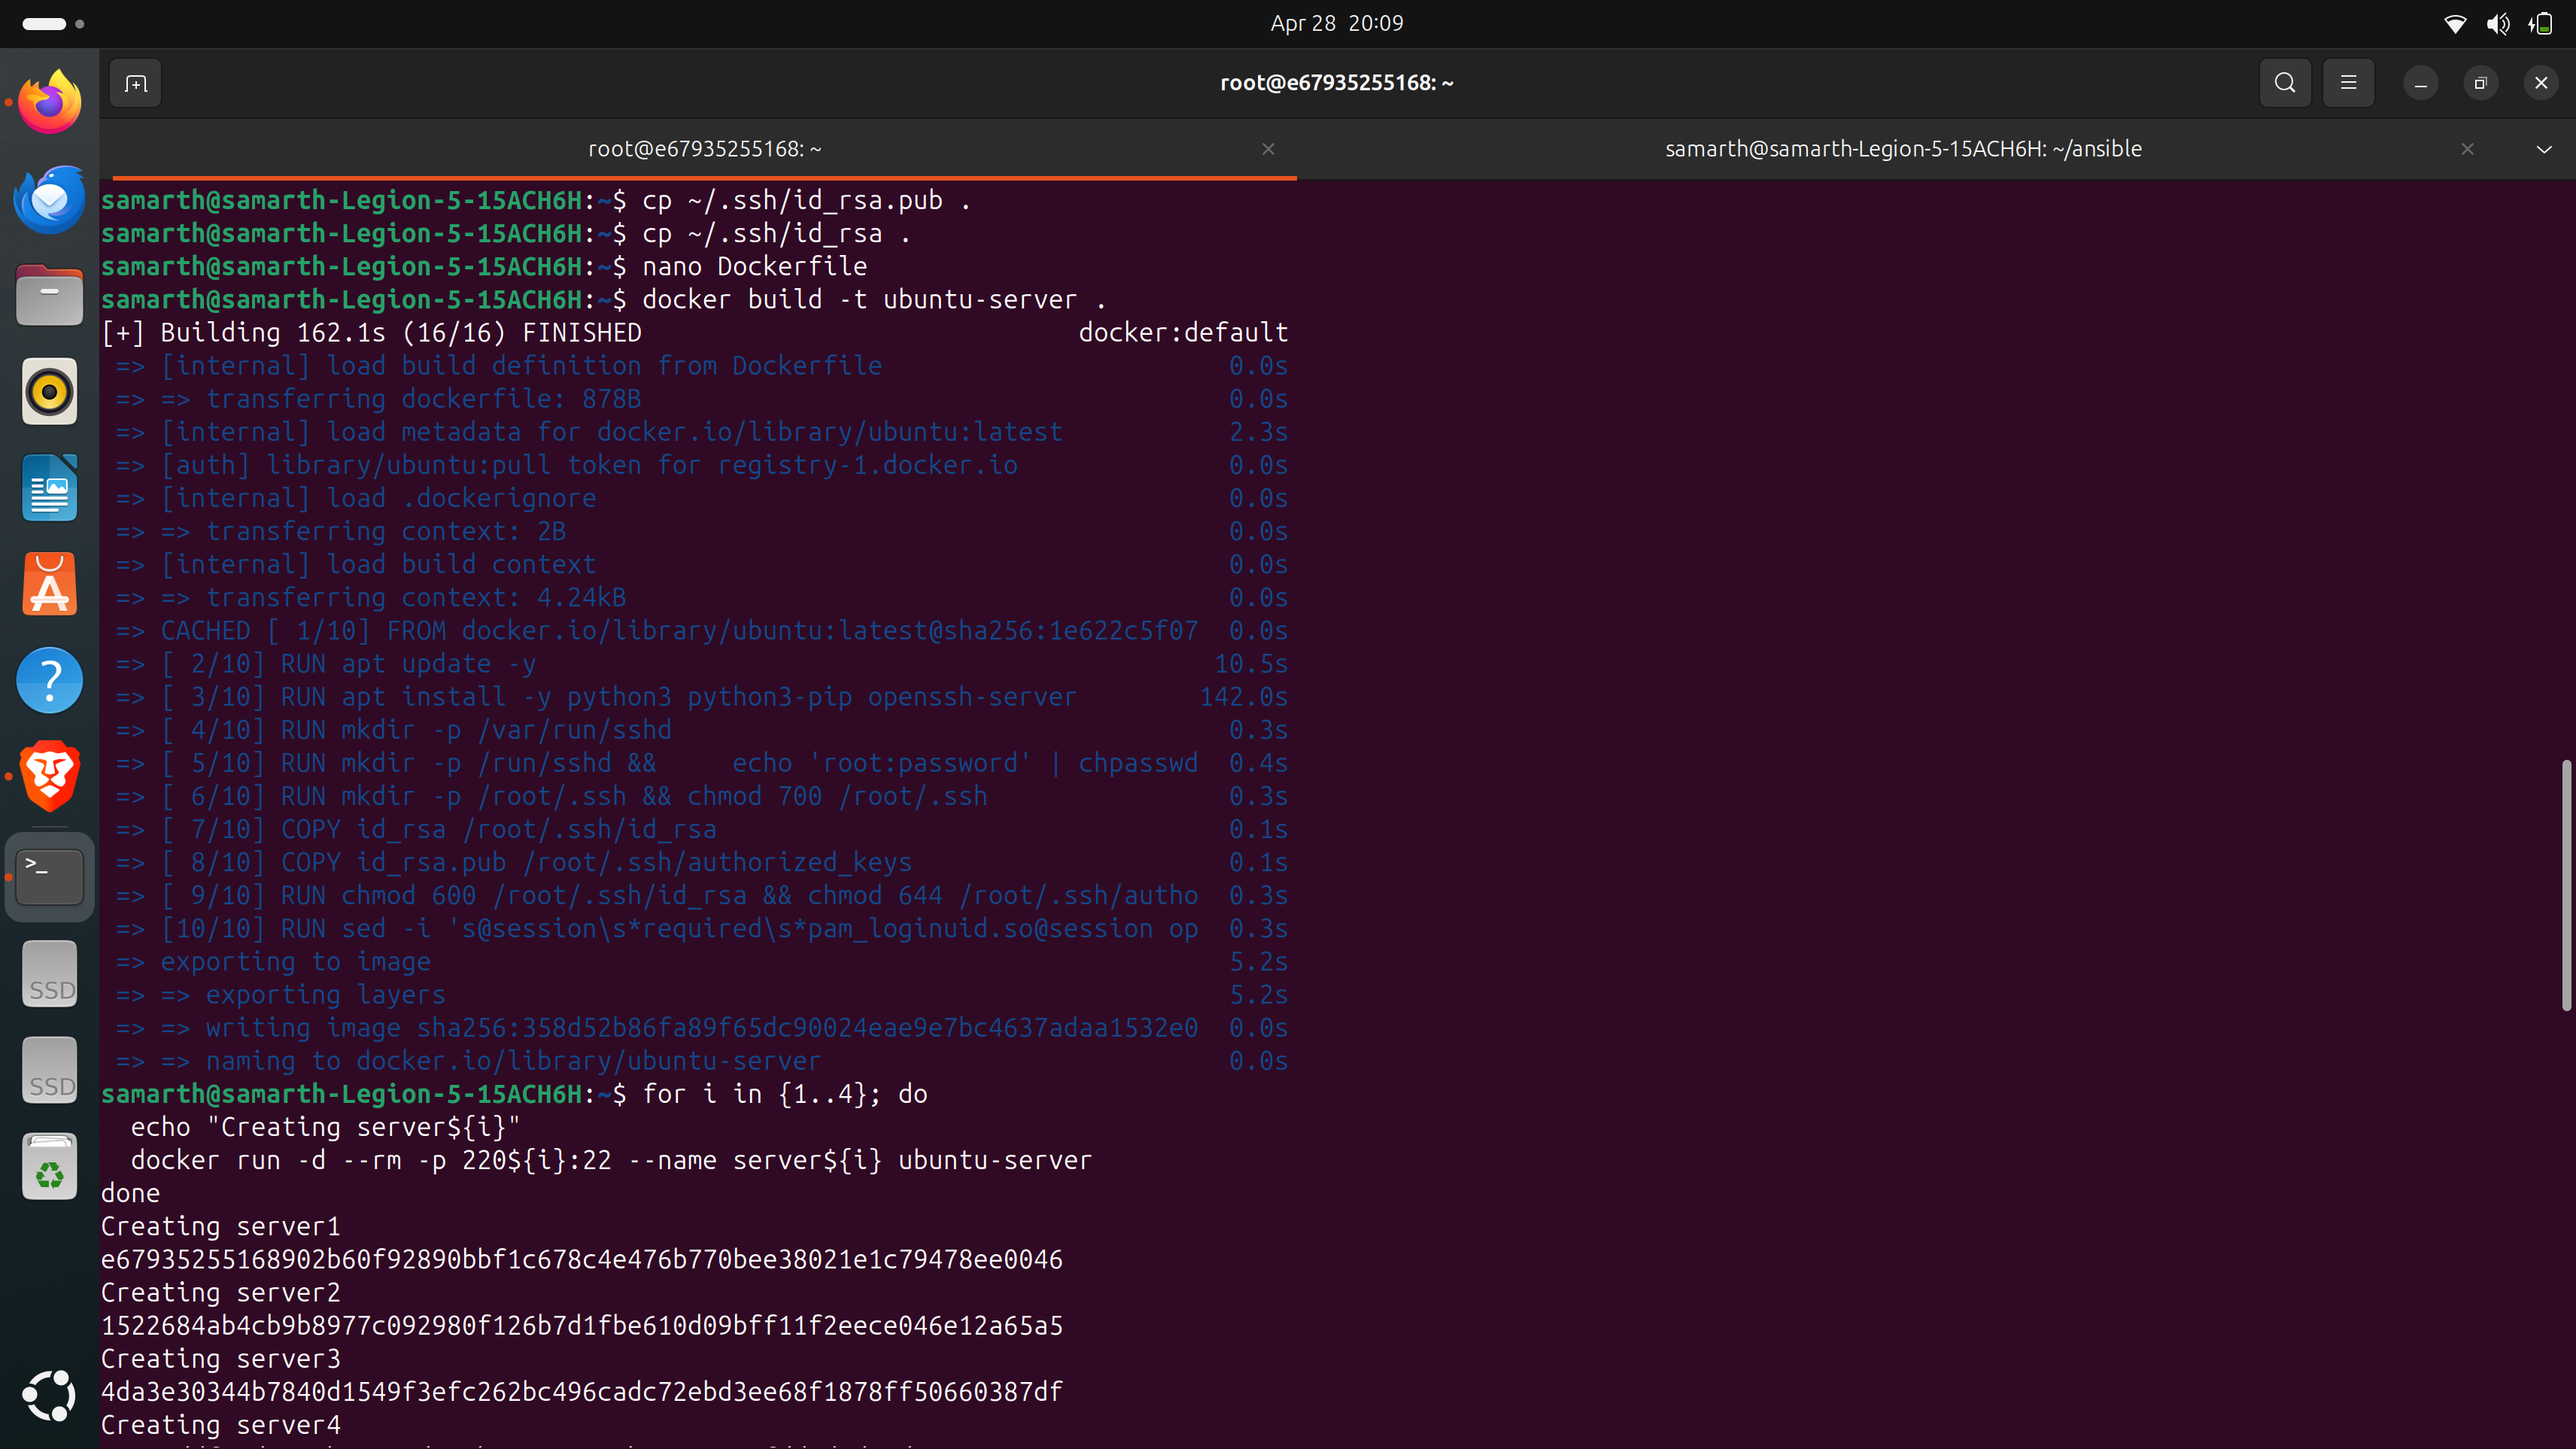 Apr 28 20:09
root@e67935255168: ~
root@e67935255168: ~
samarth@samarth-Legion-5-15ACH6H: ~/ansible
samarth@samarth-Legion-5-15ACH6H:~$ cp ~/.ssh/id_rsa.pub .
samarth@samarth-Legion-5-15ACH6H:~$ cp ~/.ssh/id_rsa .
samarth@samarth-Legion-5-15ACH6H:~$ nano Dockerfile
samarth@samarth-Legion-5-15ACH6H:~$ docker build -t ubuntu-server .
[+] Building 162.1s (16/16) FINISHED docker:default
=> [internal] load build definition from Dockerfile 0.0s
=> => transferring dockerfile: 878B 0.0s
=> [internal] load metadata for docker.io/library/ubuntu:latest 2.3s
=> [auth] library/ubuntu:pull token for registry-1.docker.io 0.0s
=> [internal] load .dockerignore 0.0s
=> => transferring context: 2B 0.0s
=> [internal] load build context 0.0s
=> => transferring context: 4.24kB 0.0s
=> CACHED [ 1/10] FROM docker.io/library/ubuntu:latest@sha256:1e622c5f07 0.0s
=> [ 2/10] RUN apt update -y 10.5s
=> [ 3/10] RUN apt install -y python3 python3-pip openssh-server 142.0s
=> [ 4/10] RUN mkdir -p /var/run/sshd 0.3s
=> [ 5/10] RUN mkdir -p /run/sshd &&     echo 'root:password' | chpasswd 0.4s
=> [ 6/10] RUN mkdir -p /root/.ssh && chmod 700 /root/.ssh 0.3s
=> [ 7/10] COPY id_rsa /root/.ssh/id_rsa 0.1s
=> [ 8/10] COPY id_rsa.pub /root/.ssh/authorized_keys 0.1s
=> [ 9/10] RUN chmod 600 /root/.ssh/id_rsa && chmod 644 /root/.ssh/autho 0.3s
=> [10/10] RUN sed -i 's@session\s*required\s*pam_loginuid.so@session op 0.3s
=> exporting to image 5.2s
=> => exporting layers 5.2s
=> => writing image sha256:358d52b86fa89f65dc90024eae9e7bc4637adaa1532e0 0.0s
=> => naming to docker.io/library/ubuntu-server 0.0s
samarth@samarth-Legion-5-15ACH6H:~$ for i in {1..4}; do
  echo "Creating server${i}"
  docker run -d --rm -p 220${i}:22 --name server${i} ubuntu-server
done
Creating server1
e67935255168902b60f92890bbf1c678c4e476b770bee38021e1c79478ee0046
Creating server2
1522684ab4cb9b8977c092980f126b7d1fbe610d09bff11f2eece046e12a65a5
Creating server3
4da3e30344b7840d1549f3efc262bc496cadc72ebd3ee68f1878ff50660387df
Creating server4
SSD
SSD